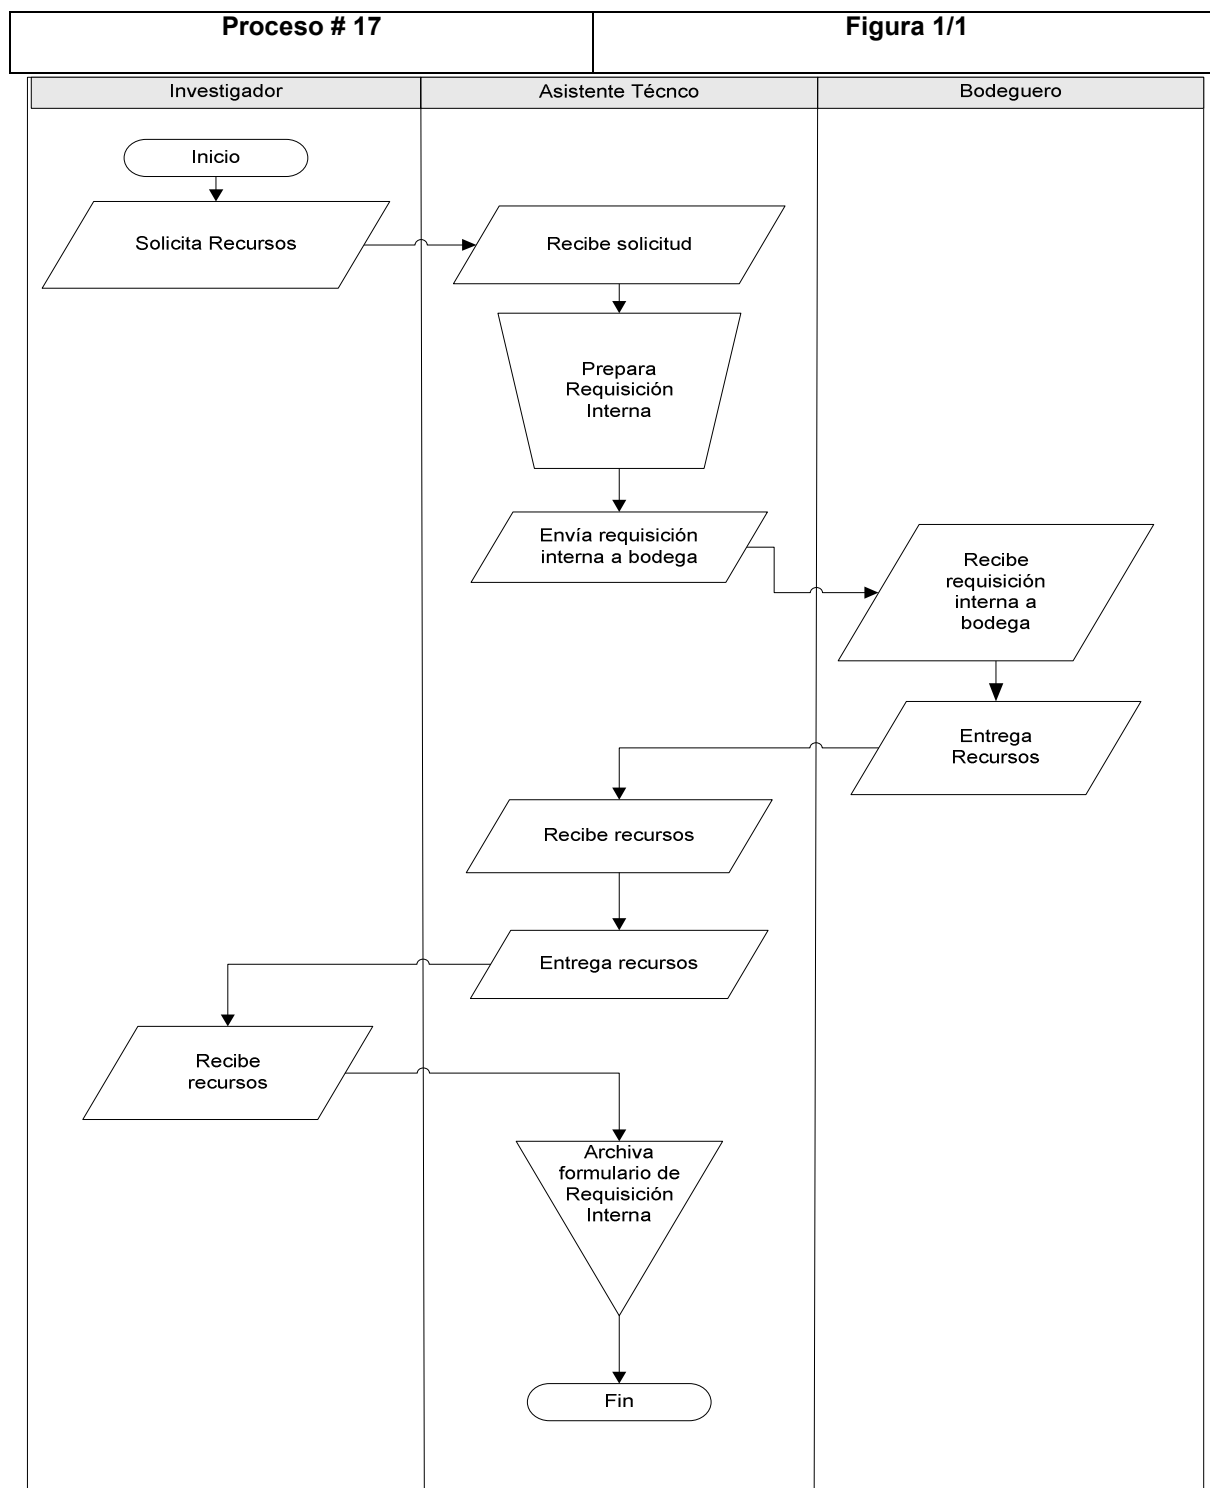 Proceso # 17
Figura 1/1
Investigador
Asistente Técnco
Bodeguero
Inicio
Solicita Recursos
Recibe solicitud
Prepara
Requisición
Interna
Envía requisición
interna a bodega
Recibe
requisición
interna a
bodega
Entrega
Recursos
Recibe recursos
Entrega recursos
Recibe
recursos
Archiva
formulario de
Requisición
Interna
Fin